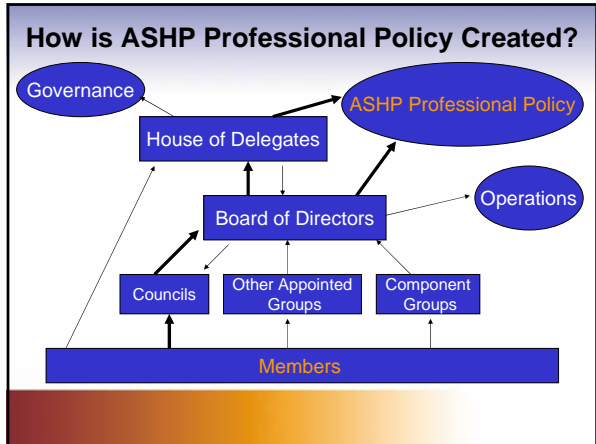 How is ASHP Professional Policy Created?
Governance
ASHP Professional Policy
House of Delegates
Operations
Board of Directors
Councils
Other Appointed
Groups
Component
Groups
Members